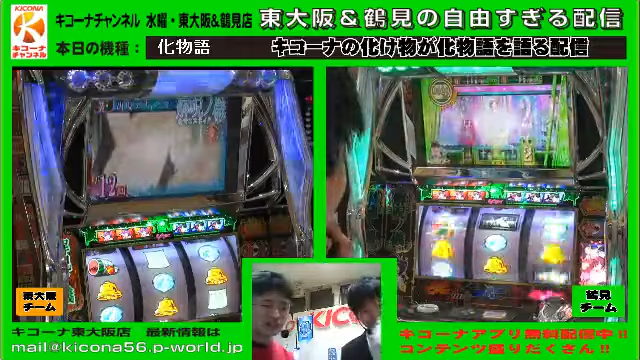 KICONA
キコーナ
チャンネル
キコーナチャンネル 水曜・東大阪&鶴見店 東大阪&鶴見の自由すぎる配信
本日の機種: 化物語 キコーナの化け物が化物語を語る配信
12回
東大阪
チーム
鶴見
チーム
KICONA
キコーナ東大阪店 最新情報は
mail@kicona56.p-world.jp
キコーナアプリ無料配信中!!
コンテンツ盛りだくさん!!